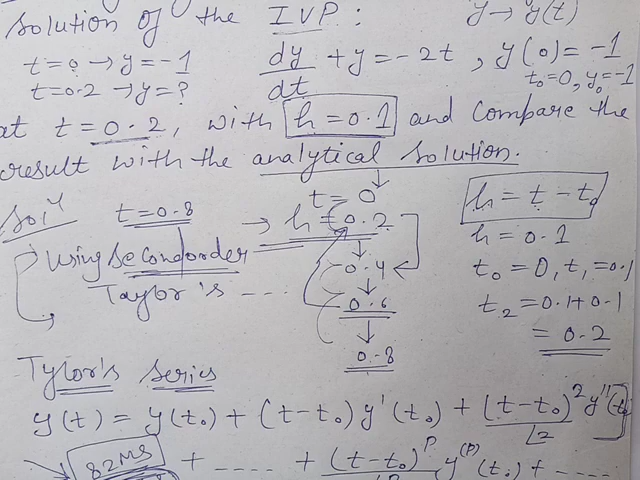 solution of the IVP: y → y(t)
t=0 → y=-1 dy/dt + y = -2t, y(0) = -1
t=0.2 → y=? t₀=0, y₀=-1
at t=0.2, with h=0.1 and compare the
result with the analytical solution.
Solⁿ t=0.8 → t=0 h = t - t₀
h=0.2 h=0.1
Using Second order 0.4 t₀=0, t₁=0.1
Taylor's ---- 0.6 t₂=0.1+0.1
0.8 = 0.2
Tylor's Series
y(t) = y(t₀) + (t-t₀) y'(t₀) + (t-t₀)² y''(t₀) / ∟2
82MS + ---- + (t-t₀)ᴾ y⁽ᴾ⁾(t₀) + ----